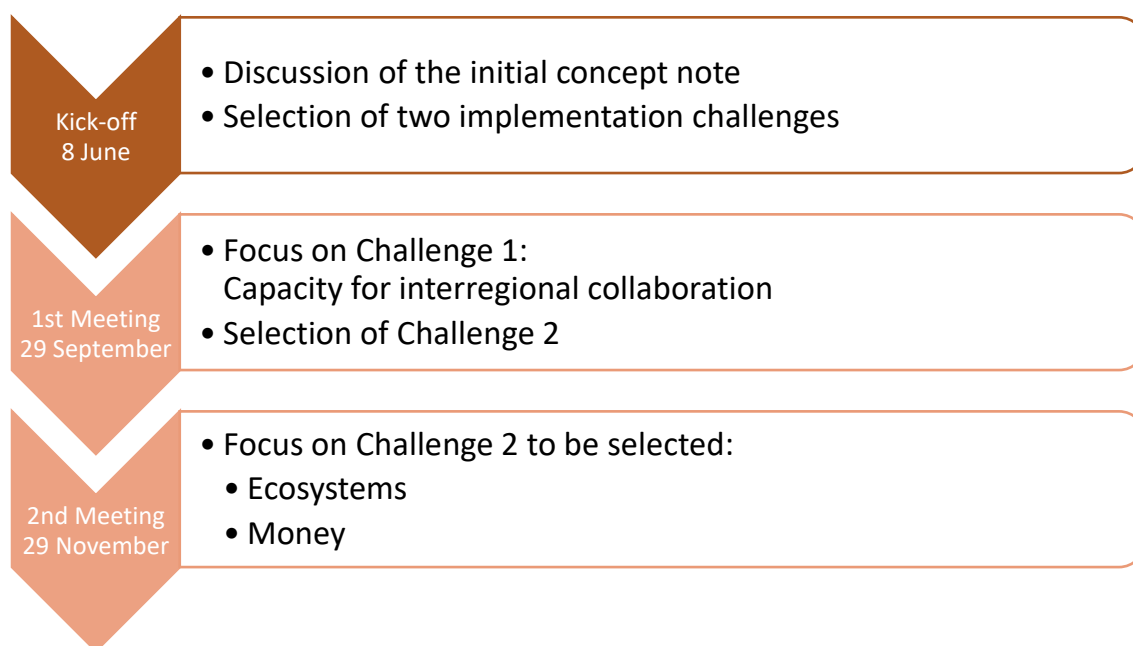 Kick-off
8 June
• Discussion of the initial concept note
• Selection of two implementation challenges
1st Meeting
29 September
• Focus on Challenge 1:
Capacity for interregional collaboration
• Selection of Challenge 2
2nd Meeting
29 November
• Focus on Challenge 2 to be selected:
• Ecosystems
• Money